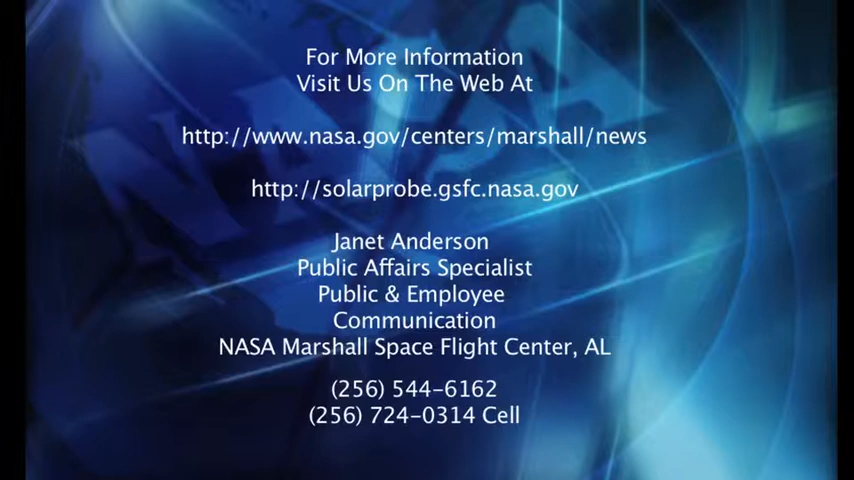 For More Information
Visit Us On The Web At
http://www.nasa.gov/centers/marshall/news
http://solarprobe.gsfc.nasa.gov
Janet Anderson
Public Affairs Specialist
Public & Employee
Communication
NASA Marshall Space Flight Center, AL
(256) 544-6162
(256) 724-0314 Cell